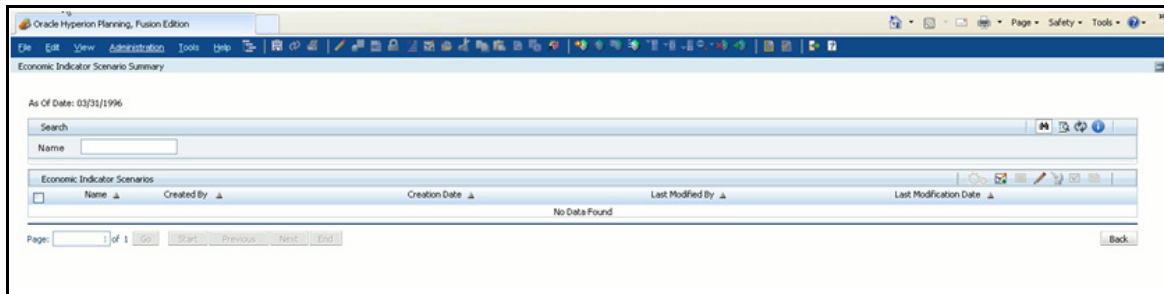 Oracle Hyperion Planning, Fusion Edition
Page Safety Tools
File Edit View Administration Tools Help
Economic Indicator Scenario Summary
As Of Date: 03/31/1996
Search
Name
Economic Indicator Scenarios
Name Created By Creation Date Last Modified By Last Modification Date
No Data Found
Page: 1 of 1 Go Start Previous Next End Back